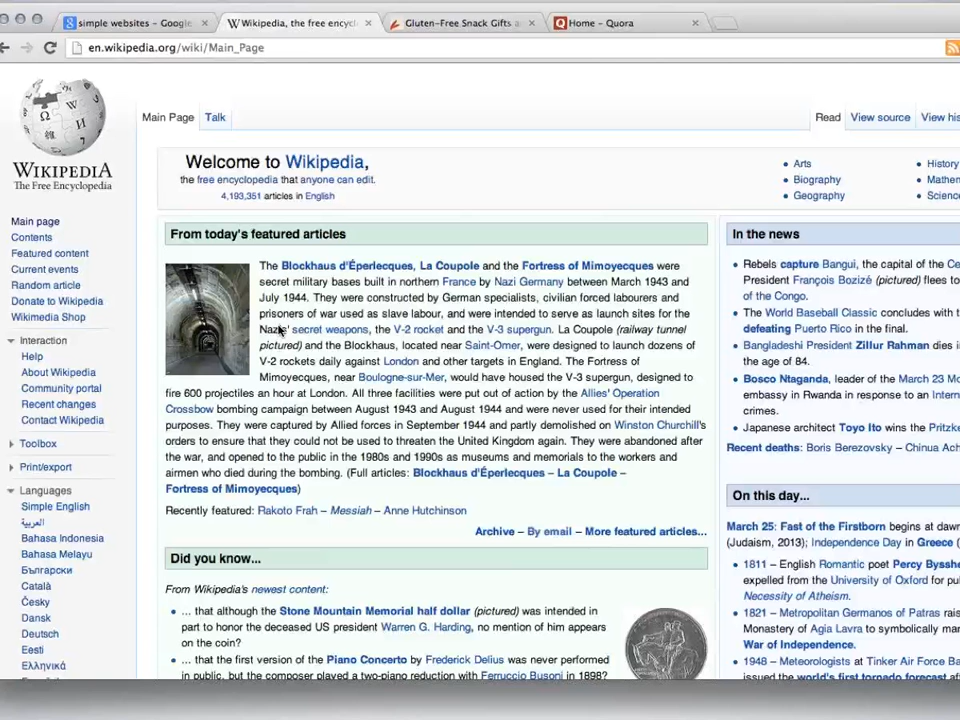 simple websites - Google
Wikipedia, the free encycl
Gluten-Free Snack Gifts a
Home - Quora
en.wikipedia.org/wiki/Main_Page
WIKIPEDIA
The Free Encyclopedia
Main Page
Talk
Read
View source
View his
Welcome to Wikipedia,
the free encyclopedia that anyone can edit.
4,193,351 articles in English
Arts
Biography
Geography
History
Mathem
Science
Main page
Contents
Featured content
Current events
Random article
Donate to Wikipedia
Wikimedia Shop
Interaction
Help
About Wikipedia
Community portal
Recent changes
Contact Wikipedia
Toolbox
Print/export
Languages
Simple English
العربية
Bahasa Indonesia
Bahasa Melayu
Български
Català
Česky
Dansk
Deutsch
Eesti
Ελληνικά
From today's featured articles
The Blockhaus d'Éperlecques, La Coupole and the Fortress of Mimoyecques were
secret military bases built in northern France by Nazi Germany between March 1943 and
July 1944. They were constructed by German specialists, civilian forced labourers and
prisoners of war used as slave labour, and were intended to serve as launch sites for the
Nazis' secret weapons, the V-2 rocket and the V-3 supergun. La Coupole (railway tunnel
pictured) and the Blockhaus, located near Saint-Omer, were designed to launch dozens of
V-2 rockets daily against London and other targets in England. The Fortress of
Mimoyecques, near Boulogne-sur-Mer, would have housed the V-3 supergun, designed to
fire 600 projectiles an hour at London. All three facilities were put out of action by the Allies' Operation
Crossbow bombing campaign between August 1943 and August 1944 and were never used for their intended
purposes. They were captured by Allied forces in September 1944 and partly demolished on Winston Churchill's
orders to ensure that they could not be used to threaten the United Kingdom again. They were abandoned after
the war, and opened to the public in the 1980s and 1990s as museums and memorials to the workers and
airmen who died during the bombing. (Full articles: Blockhaus d'Éperlecques – La Coupole –
Fortress of Mimoyecques)
Recently featured: Rakoto Frah – Messiah – Anne Hutchinson
Archive – By email – More featured articles...
Did you know...
From Wikipedia's newest content:
... that although the Stone Mountain Memorial half dollar (pictured) was intended in
part to honor the deceased US president Warren G. Harding, no mention of him appears
on the coin?
... that the first version of the Piano Concerto by Frederick Delius was never performed
in public, but the composer played a two-piano reduction with Ferruccio Busoni in 1898?
In the news
Rebels capture Bangui, the capital of the Ce
President François Bozizé (pictured) flees to
of the Congo.
The World Baseball Classic concludes with t
defeating Puerto Rico in the final.
Bangladeshi President Zillur Rahman dies i
the age of 84.
Bosco Ntaganda, leader of the March 23 Mo
embassy in Rwanda in response to an Intern
crimes.
Japanese architect Toyo Ito wins the Pritzke
Recent deaths: Boris Berezovsky – Chinua Ach
On this day...
March 25: Fast of the Firstborn begins at dawn
(Judaism, 2013); Independence Day in Greece (
1811 – English Romantic poet Percy Bysshe
expelled from the University of Oxford for pu
Necessity of Atheism.
1821 – Metropolitan Germanos of Patras rais
Monastery of Agia Lavra to symbolically mar
War of Independence.
1948 – Meteorologists at Tinker Air Force Ba
issued the world's first tornado forecast af